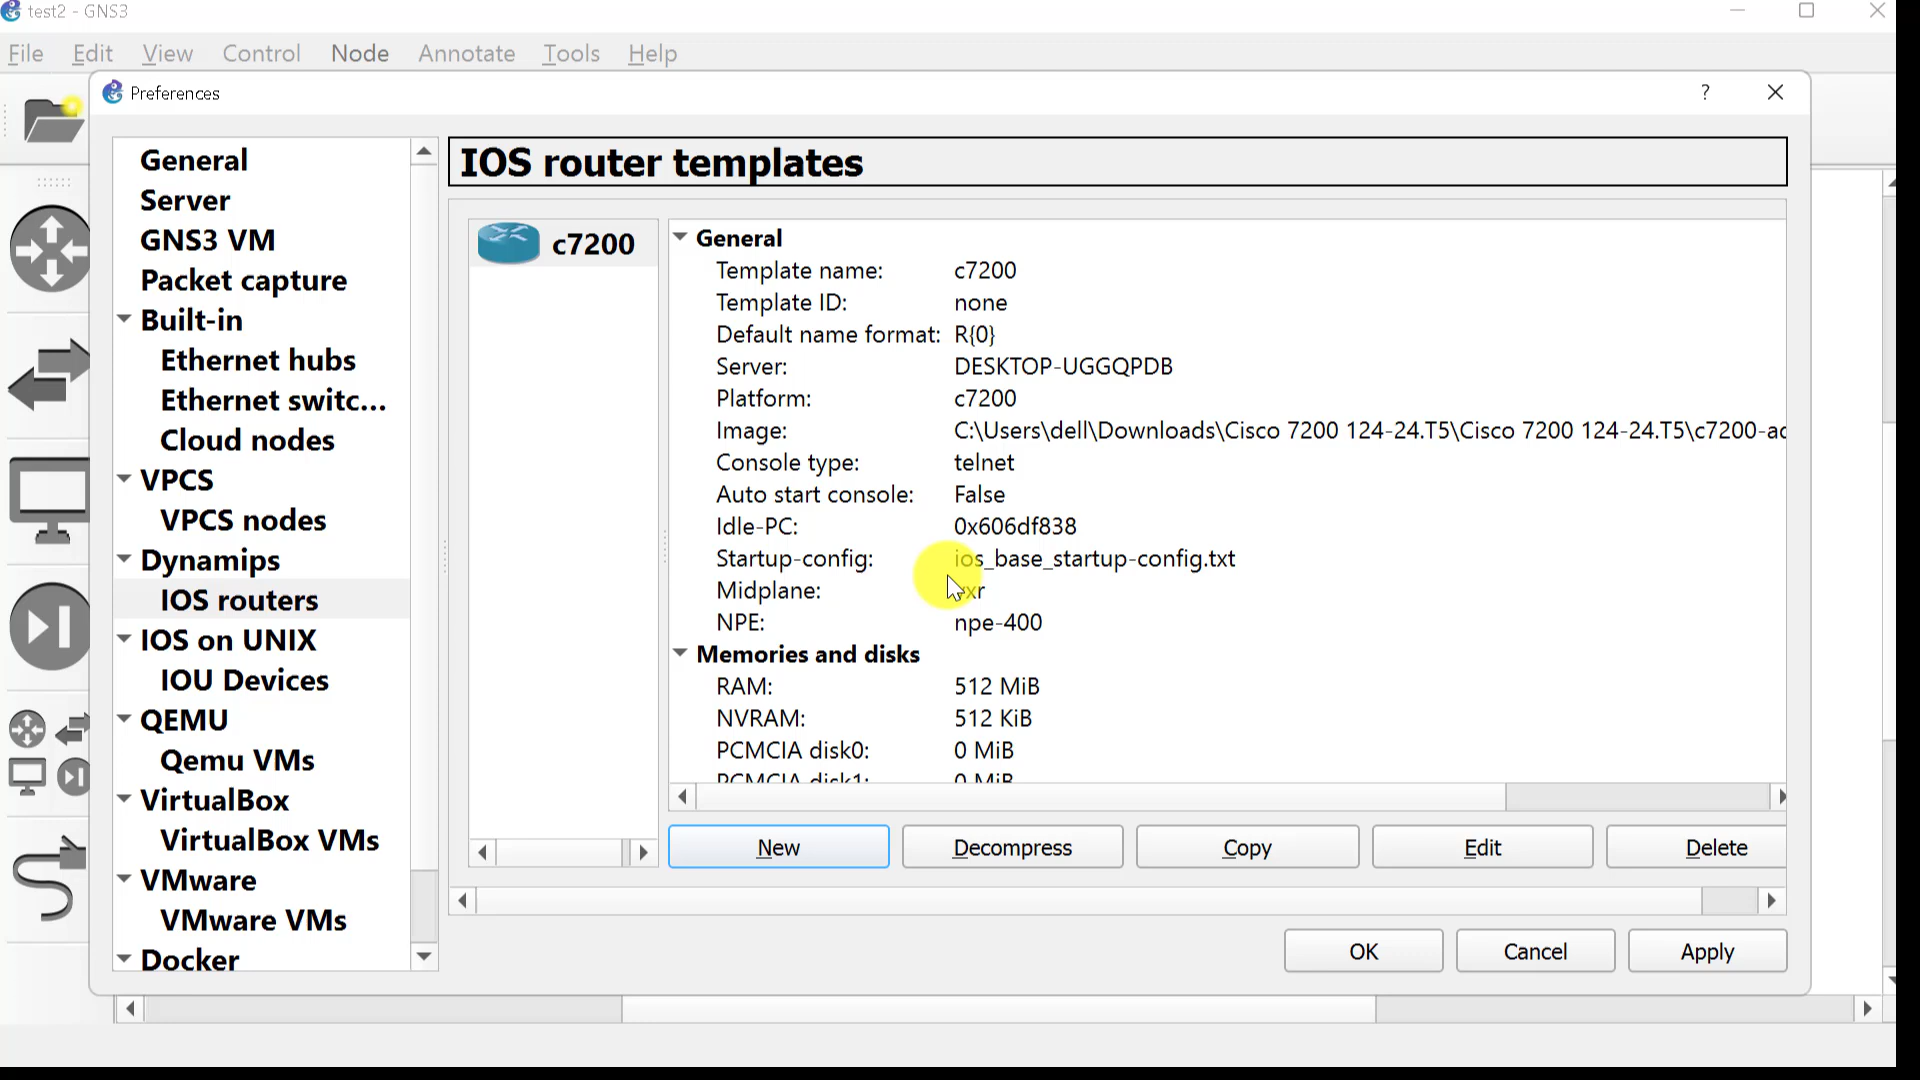 test2 - GNS3
File Edit View Control Node Annotate Tools Help
Preferences
?
General
Server
GNS3 VM
Packet capture
Built-in
Ethernet hubs
Ethernet switc...
Cloud nodes
VPCS
VPCS nodes
Dynamips
IOS routers
IOS on UNIX
IOU Devices
QEMU
Qemu VMs
VirtualBox
VirtualBox VMs
VMware
VMware VMs
Docker
IOS router templates
c7200
General
Template name: c7200
Template ID: none
Default name format: R{0}
Server: DESKTOP-UGGQPDB
Platform: c7200
Image: C:\Users\dell\Downloads\Cisco 7200 124-24.T5\Cisco 7200 124-24.T5\c7200-ad
Console type: telnet
Auto start console: False
Idle-PC: 0x606df838
Startup-config: ios_base_startup-config.txt
Midplane:
NPE: npe-400
Memories and disks
RAM: 512 MiB
NVRAM: 512 KiB
PCMCIA disk0: 0 MiB
PCMCIA disk1: 0 MiB
New Decompress Copy Edit Delete
OK Cancel Apply